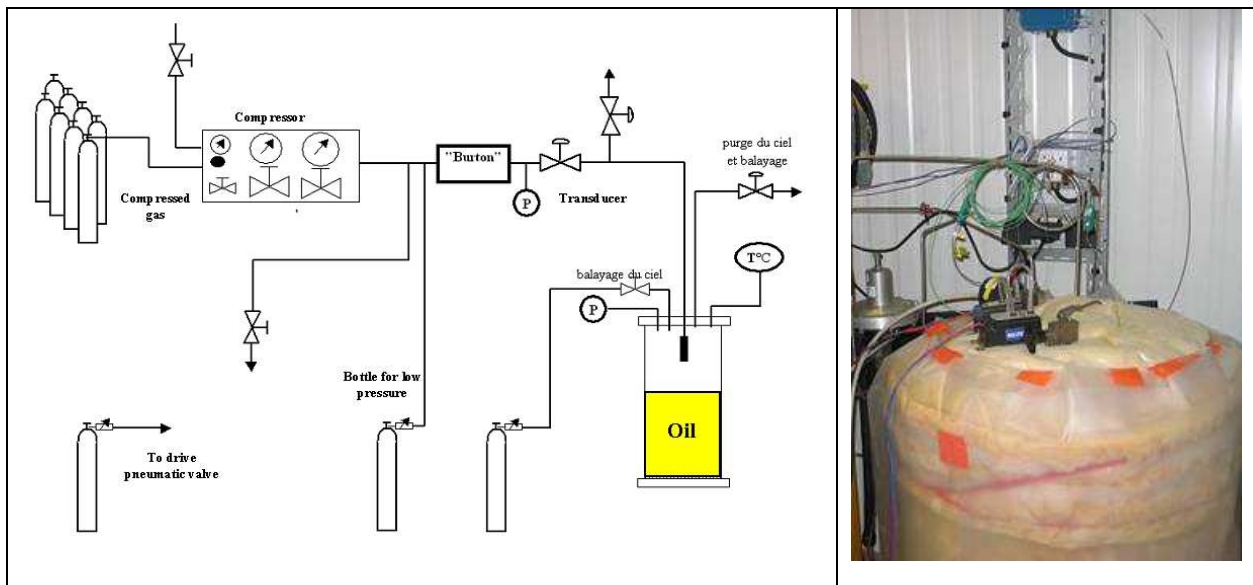 Compressor
"Burton"
purge du ciel
et balayage
Compressed
gas
P
Transducer
T°C
balayage du ciel
P
Bottle for low
pressure
Oil
To drive
pneumatic valve